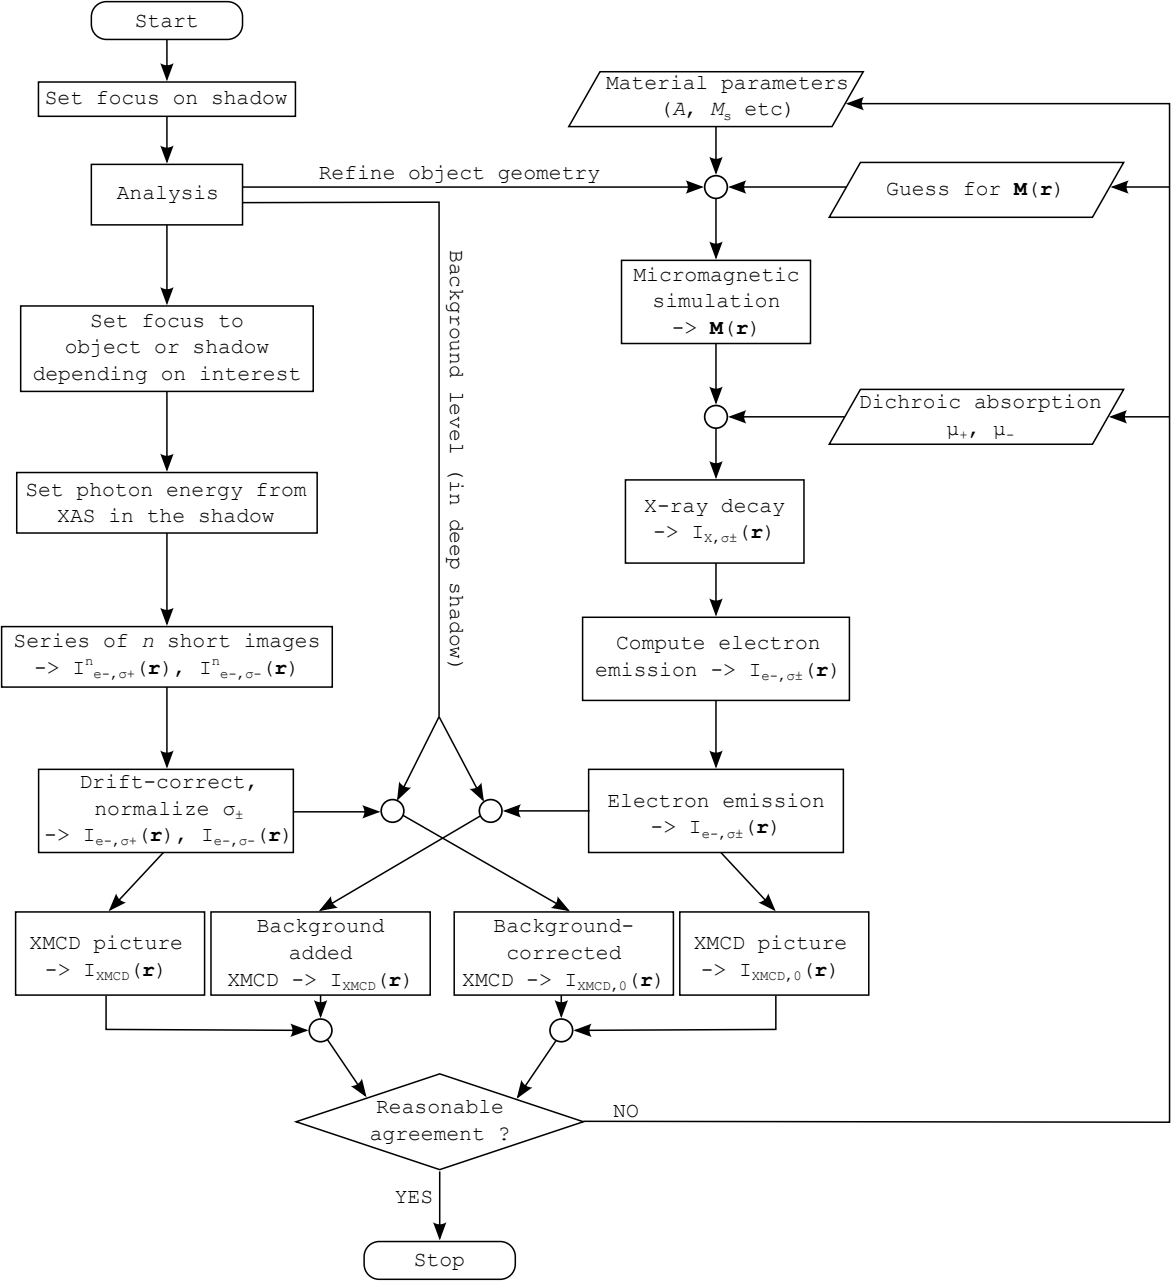 Start
Set focus on shadow
Analysis
Refine object geometry
Background level (in deep shadow)
Set focus to
object or shadow
depending on interest
Set photon energy from
XAS in the shadow
Series of n short images
-> Iⁿe-,σ+(r), Iⁿe-,σ-(r)
Drift-correct,
normalize σ±
-> Ie-,σ+(r), Ie-,σ-(r)
Material parameters
(A, Ms etc)
Guess for M(r)
Micromagnetic
simulation
-> M(r)
Dichroic absorption
μ+, μ-
X-ray decay
-> IX,σ±(r)
Compute electron
emission -> Ie-,σ±(r)
Electron emission
-> Ie-,σ±(r)
XMCD picture
-> IXMCD(r)
Background
added
XMCD -> IXMCD(r)
Background-
corrected
XMCD -> IXMCD,0(r)
XMCD picture
-> IXMCD,0(r)
Reasonable
agreement ?
NO
YES
Stop